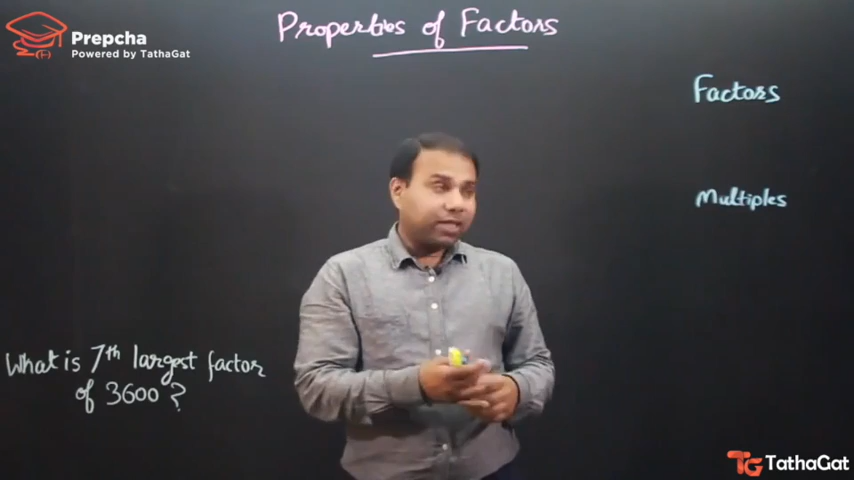 Prepcha
Powered by TathaGat
Properties of Factors
Factors
Multiples
What is 7th largest factor
of 3600 ?
TG TathaGat